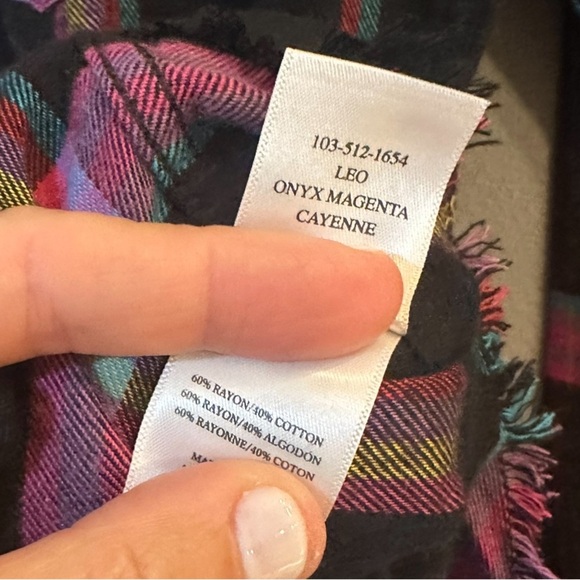 103-512-1654
LEO
ONYX MAGENTA
CAYENNE
60% RAYON/40% COTTON
60% RAYON/40% ALGODÓN
60% RAYONNE/40% COTON